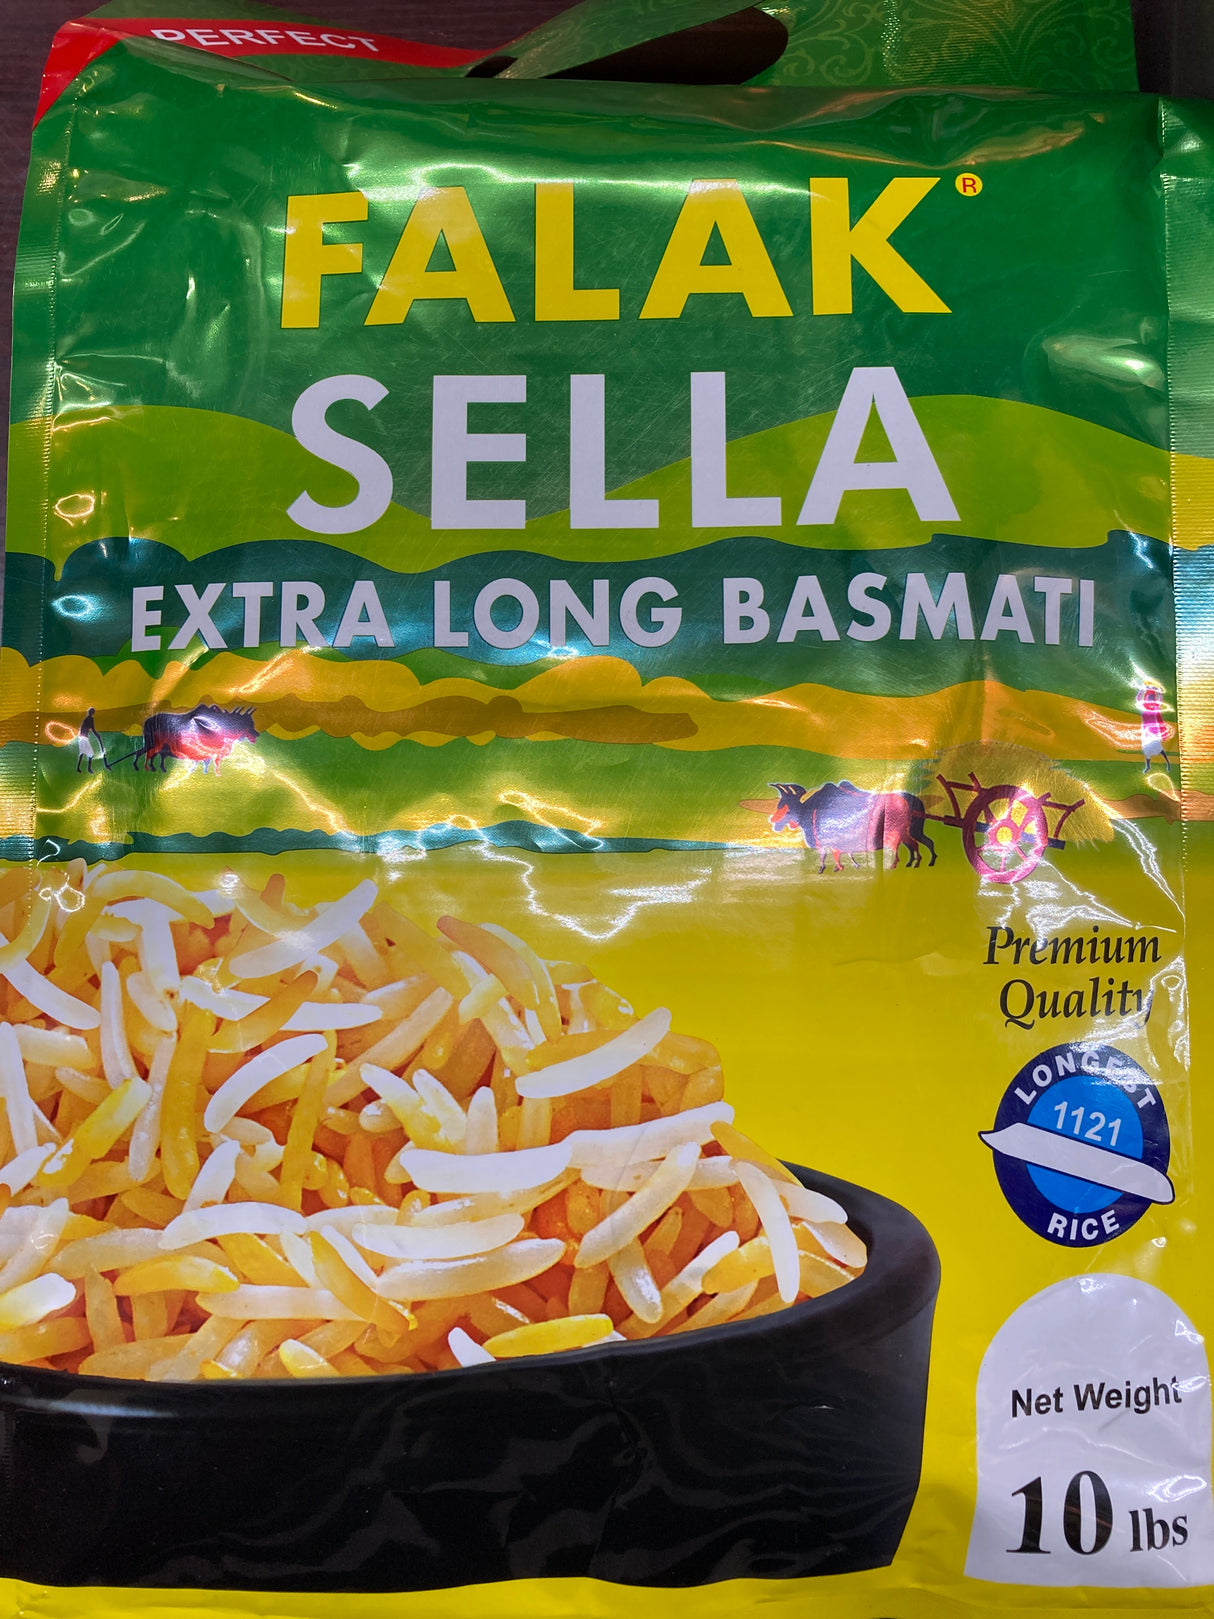 PERFECT
FALAK®
SELLA
EXTRA LONG BASMATI
Premium
Quality
LONGEST
1121
RICE
Net Weight
10 lbs